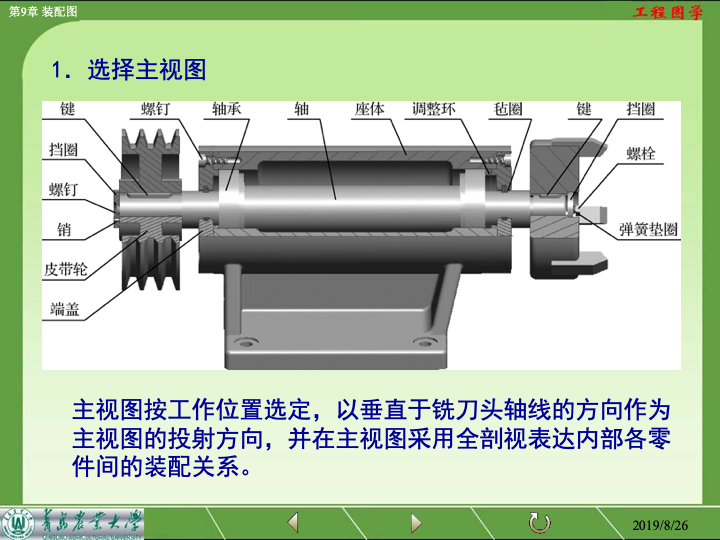 第9章 装配图
工程图学
1．选择主视图
键 螺钉 轴承 轴 座体 调整环 毡圈 键 挡圈
挡圈 螺栓
螺钉
销 弹簧垫圈
皮带轮
端盖
主视图按工作位置选定，以垂直于铣刀头轴线的方向作为
主视图的投射方向，并在主视图采用全剖视表达内部各零
件间的装配关系。
青岛农业大学
2019/8/26